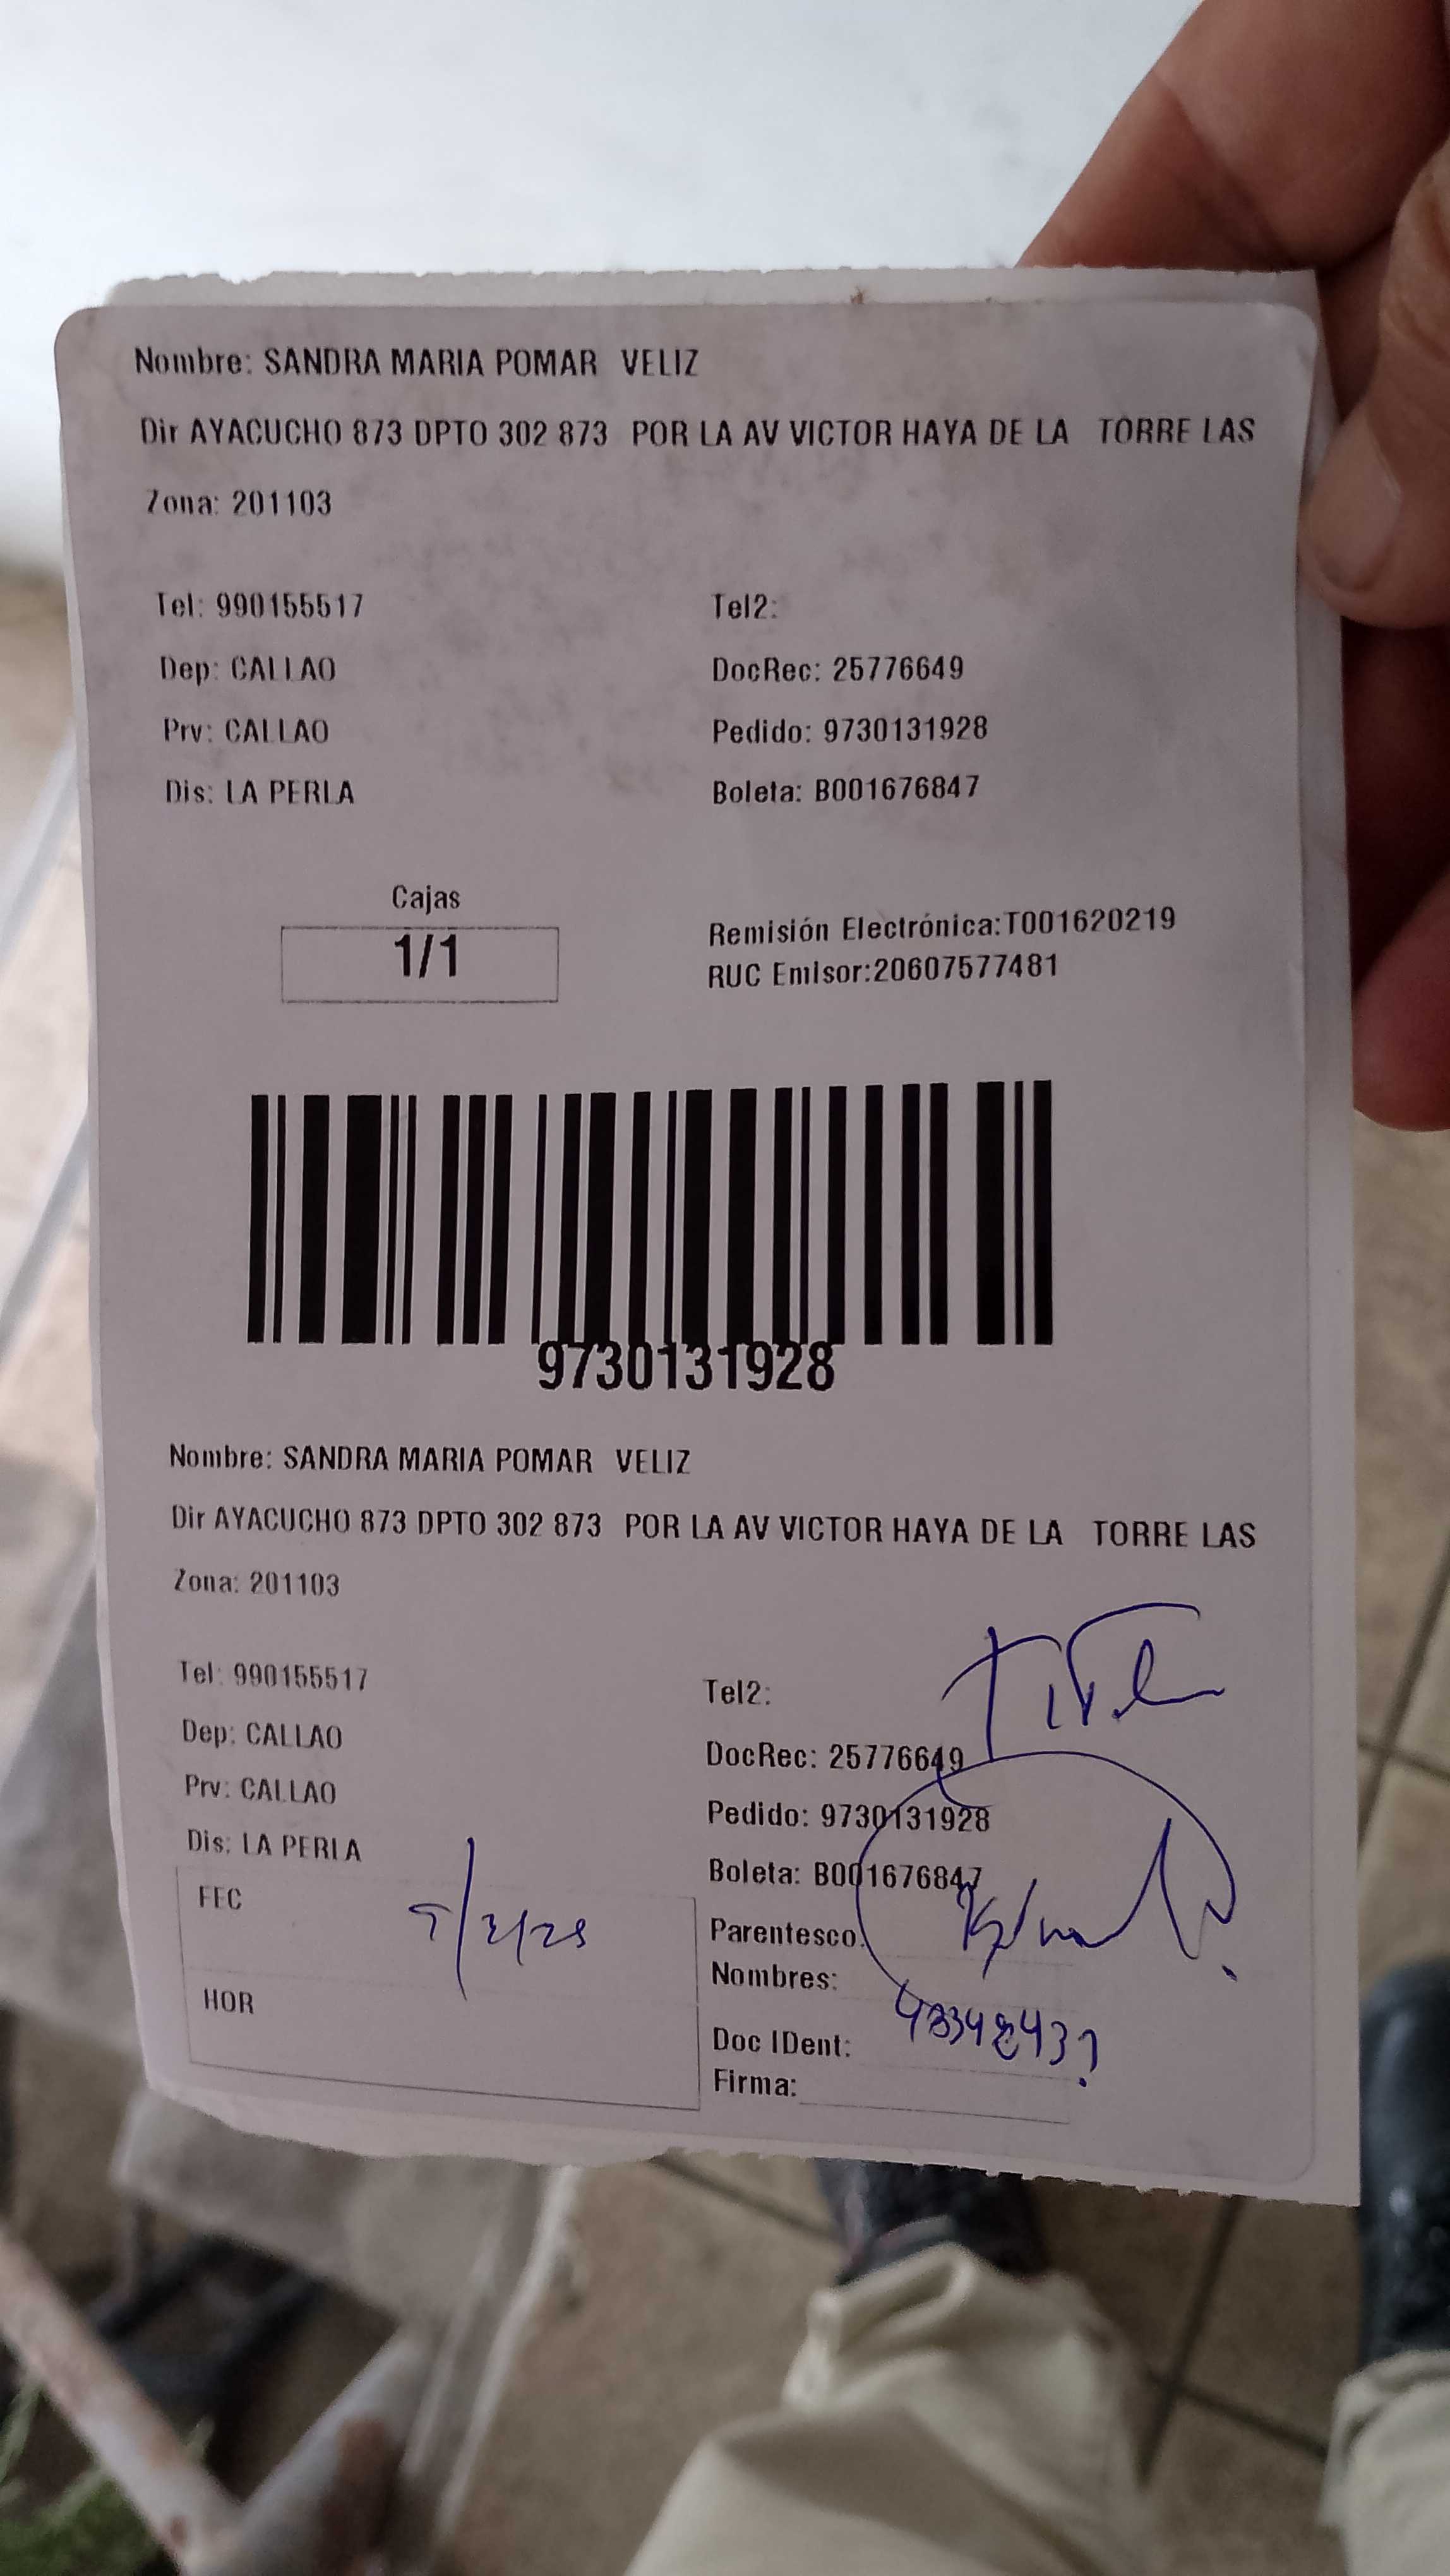 Nombre: SANDRA MARIA POMAR VELIZ
Dir AYACUCHO 873 DPTO 302 873 POR LA AV VICTOR HAYA DE LA TORRE LAS
Zona: 201103
Tel: 990155517 Tel2:
Dep: CALLAO DocRec: 25776649
Prv: CALLAO Pedido: 9730131928
Dis: LA PERLA Boleta: B001676847
Cajas
1/1
Remisión Electrónica:T001620219
RUC Emisor:20607577481
9730131928
Nombre: SANDRA MARIA POMAR VELIZ
Dir AYACUCHO 873 DPTO 302 873 POR LA AV VICTOR HAYA DE LA TORRE LAS
Zona: 201103
Tel: 990155517 Tel2:
Dep: CALLAO DocRec: 25776649
Prv: CALLAO Pedido: 9730131928
Dis: LA PERLA Boleta: B001676847
FEC
HOR
Parentesco
Nombres:
Doc IDent:
Firma: